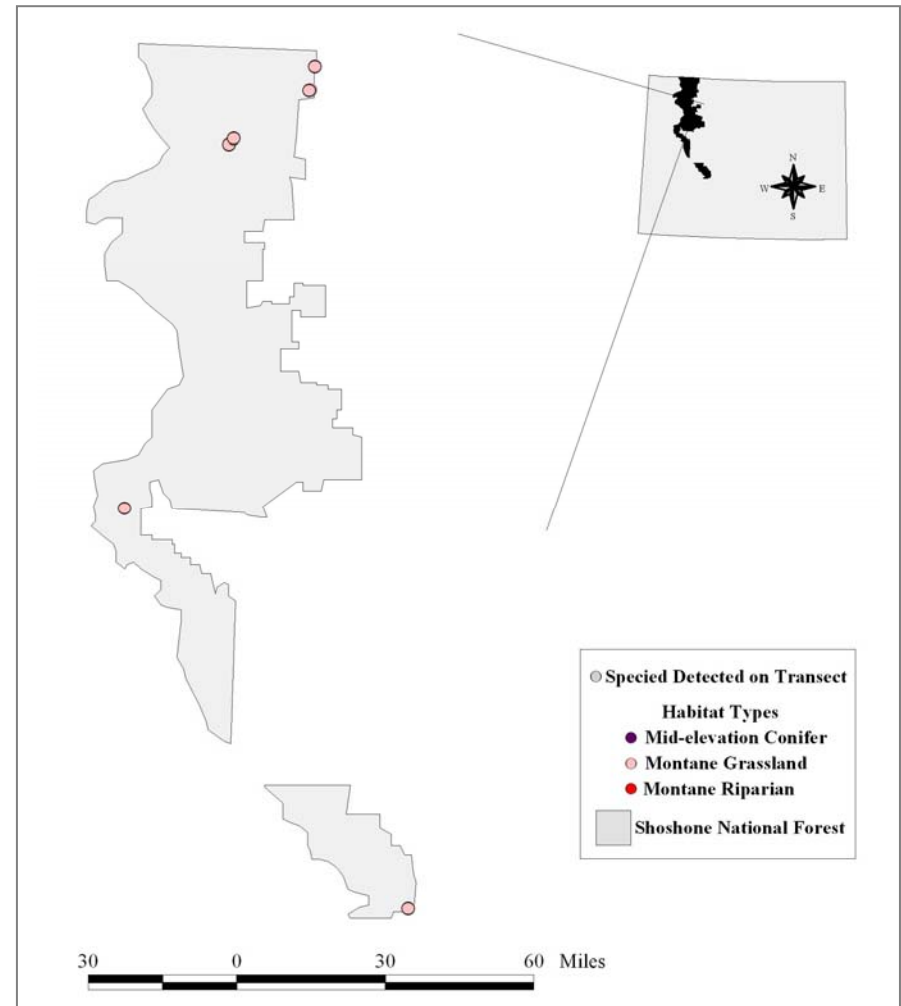 N
W E
S
Specied Detected on Transect
Habitat Types
Mid-elevation Conifer
Montane Grassland
Montane Riparian
Shoshone National Forest
30 0 30 60 Miles